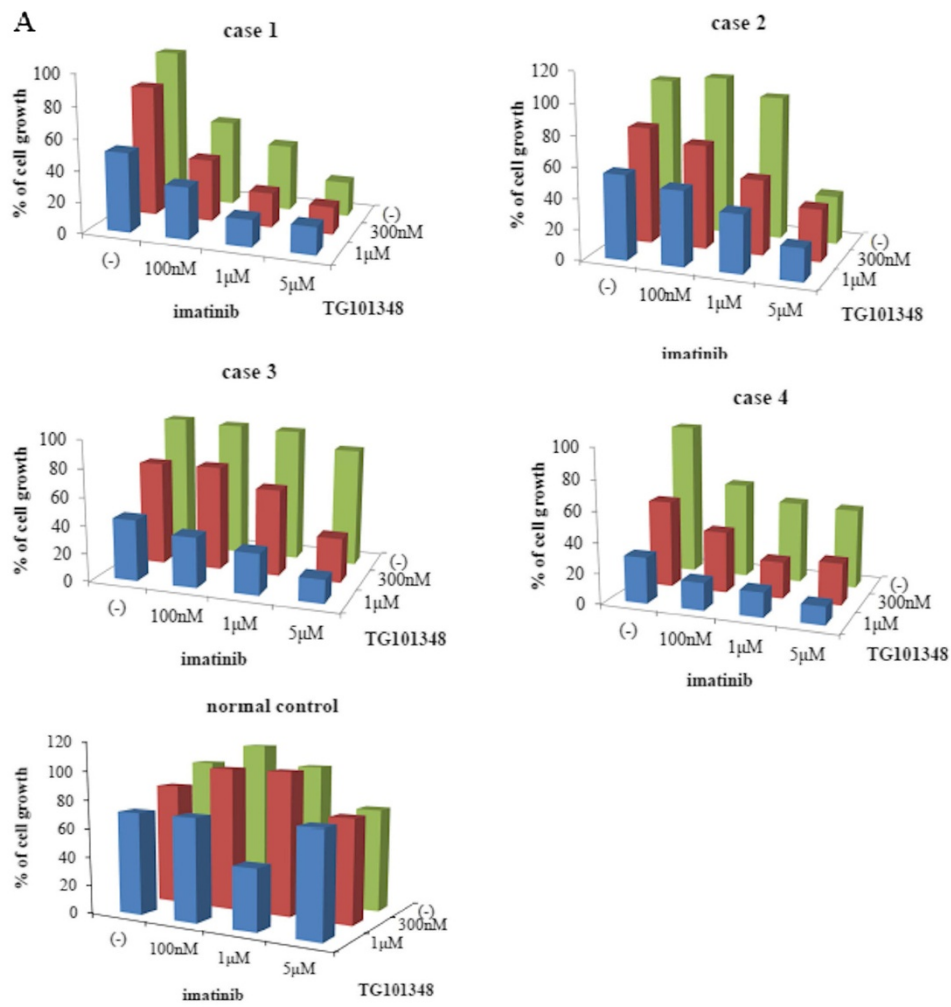 A
case 1
% of cell growth
100
80
60
40
20
0
(-)
100nM
1μM
5μM
imatinib
(-)
300nM
1μM
TG101348
case 2
% of cell growth
120
100
80
60
40
20
0
(-)
100nM
1μM
5μM
imatinib
(-)
300nM
1μM
TG101348
case 3
% of cell growth
100
80
60
40
20
0
(-)
100nM
1μM
5μM
imatinib
(-)
300nM
1μM
TG101348
case 4
% of cell growth
100
80
60
40
20
0
(-)
100nM
1μM
5μM
imatinib
(-)
300nM
1μM
TG101348
normal control
% of cell growth
120
100
80
60
40
20
0
(-)
100nM
1μM
5μM
imatinib
(-)
300nM
1μM
TG101348